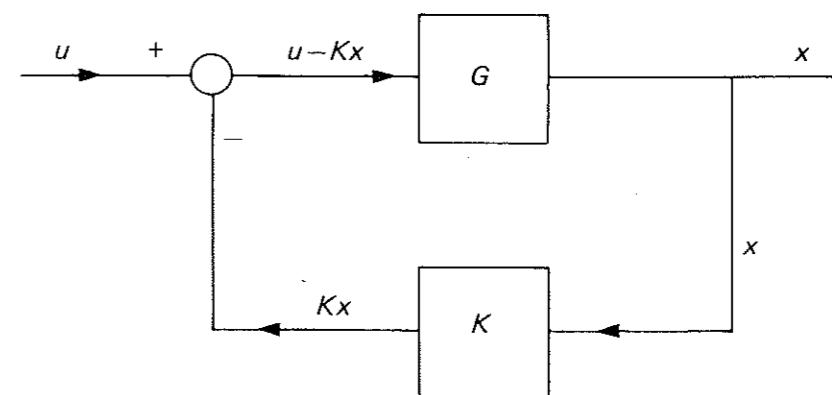 u + u – Kx G x
–
x
Kx K